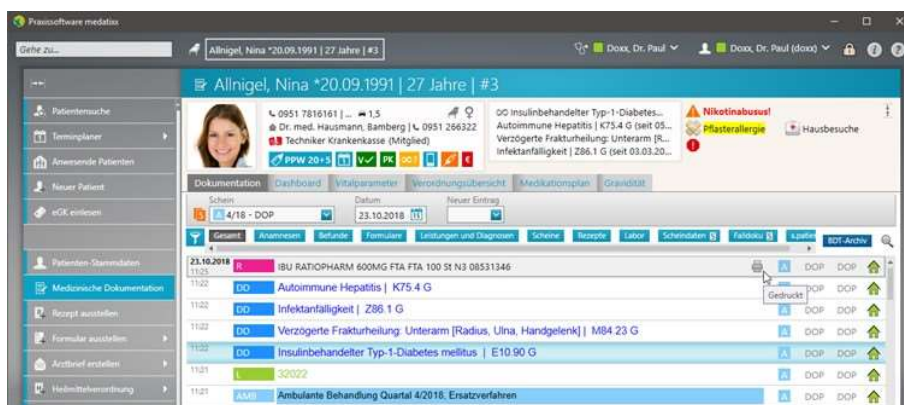 Praxissoftware medatixx
Gehe zu...
Allnigel, Nina *20.09.1991 | 27 Jahre | #3
Doxx, Dr. Paul
Doxx, Dr. Paul (doxx)
Allnigel, Nina *20.09.1991 | 27 Jahre | #3
Patientensuche
Terminplaner
Anwesende Patienten
Neuer Patient
eGK einlesen
Patienten-Stammdaten
Medizinische Dokumentation
Rezept ausstellen
Formular ausstellen
Arztbrief erstellen
Heilmittelverordnung
0951 7816161 | ... 1,5
Dr. med. Hausmann, Bamberg | 0951 266322
Techniker Krankenkasse (Mitglied)
PPW 20+5 PK
Insulinbehandelter Typ-1-Diabetes...
Autoimmune Hepatitis | K75.4 G (seit 05...
Verzögerte Frakturheilung: Unterarm [R...
Infektanfälligkeit | Z86.1 G (seit 03.03.20...
Nikotinabusus!
Pflasterallergie
Hausbesuche
Dokumentation Dashboard Vitalparameter Verordnungsübersicht Medikationsplan Gravidität
Schein Datum Neuer Eintrag
A 4/18 - DOP 23.10.2018
Gesamt Anamnesen Befunde Formulare Leistungen und Diagnosen Scheine Rezepte Labor Scheindaten Falldoku s.patie BDT-Archiv
23.10.2018
11:25 R IBU RATIOPHARM 600MG FTA FTA 100 St N3 08531346 A DOP DOP
Gedruckt
11:22 DD Autoimmune Hepatitis | K75.4 G DOP DOP
11:22 DD Infektanfälligkeit | Z86.1 G DOP DOP
11:22 DD Verzögerte Frakturheilung: Unterarm [Radius, Ulna, Handgelenk] | M84.23 G A DOP DOP
11:22 DD Insulinbehandelter Typ-1-Diabetes mellitus | E10.90 G A DOP DOP
11:21 L 32022 A DOP DOP
11:21 AMB Ambulante Behandlung Quartal 4/2018, Ersatzverfahren A DOP DOP